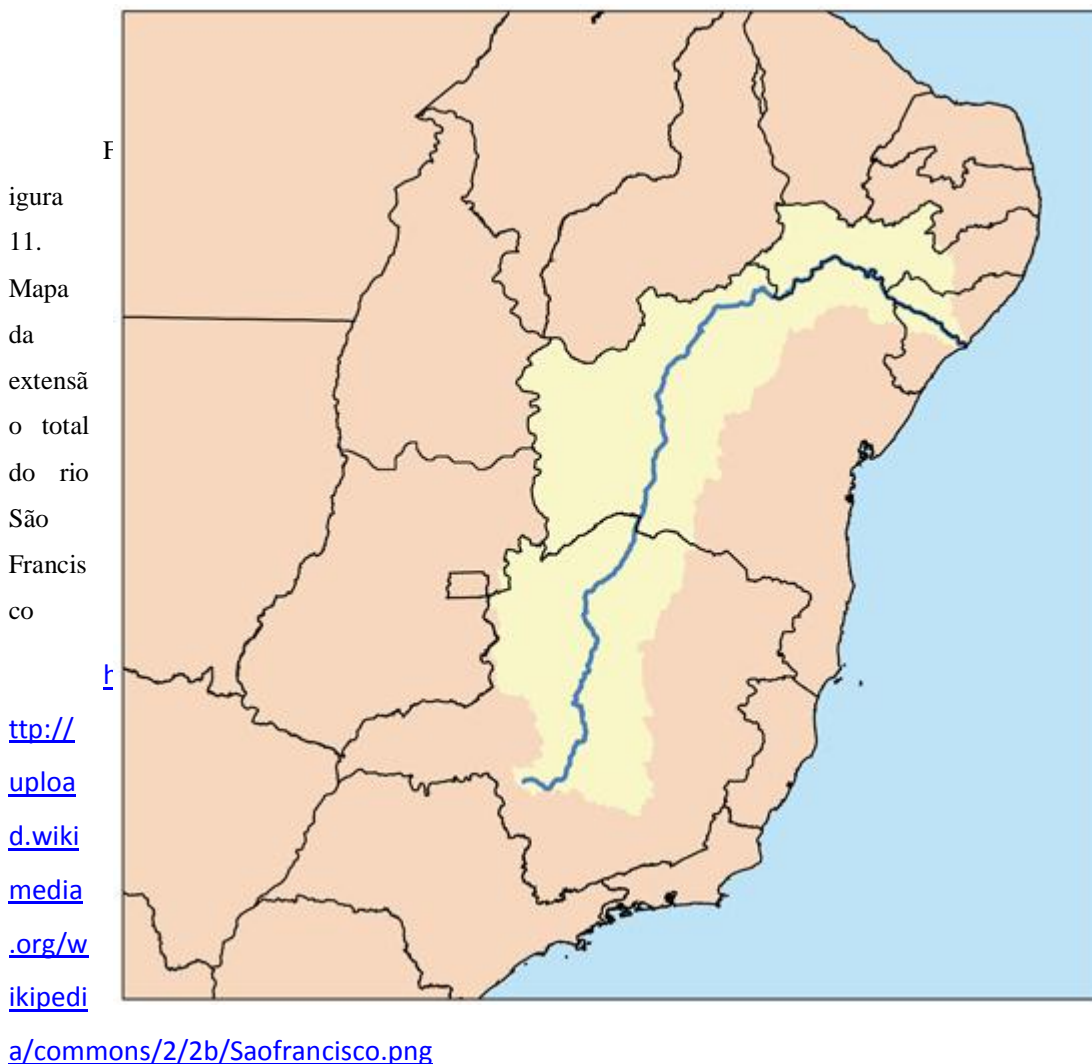 F
igura
11.
Mapa
da
extensã
o total
do rio
São
Francis
co
h
ttp://
uploa
d.wiki
media
.org/w
ikipedi
a/commons/2/2b/Saofrancisco.png